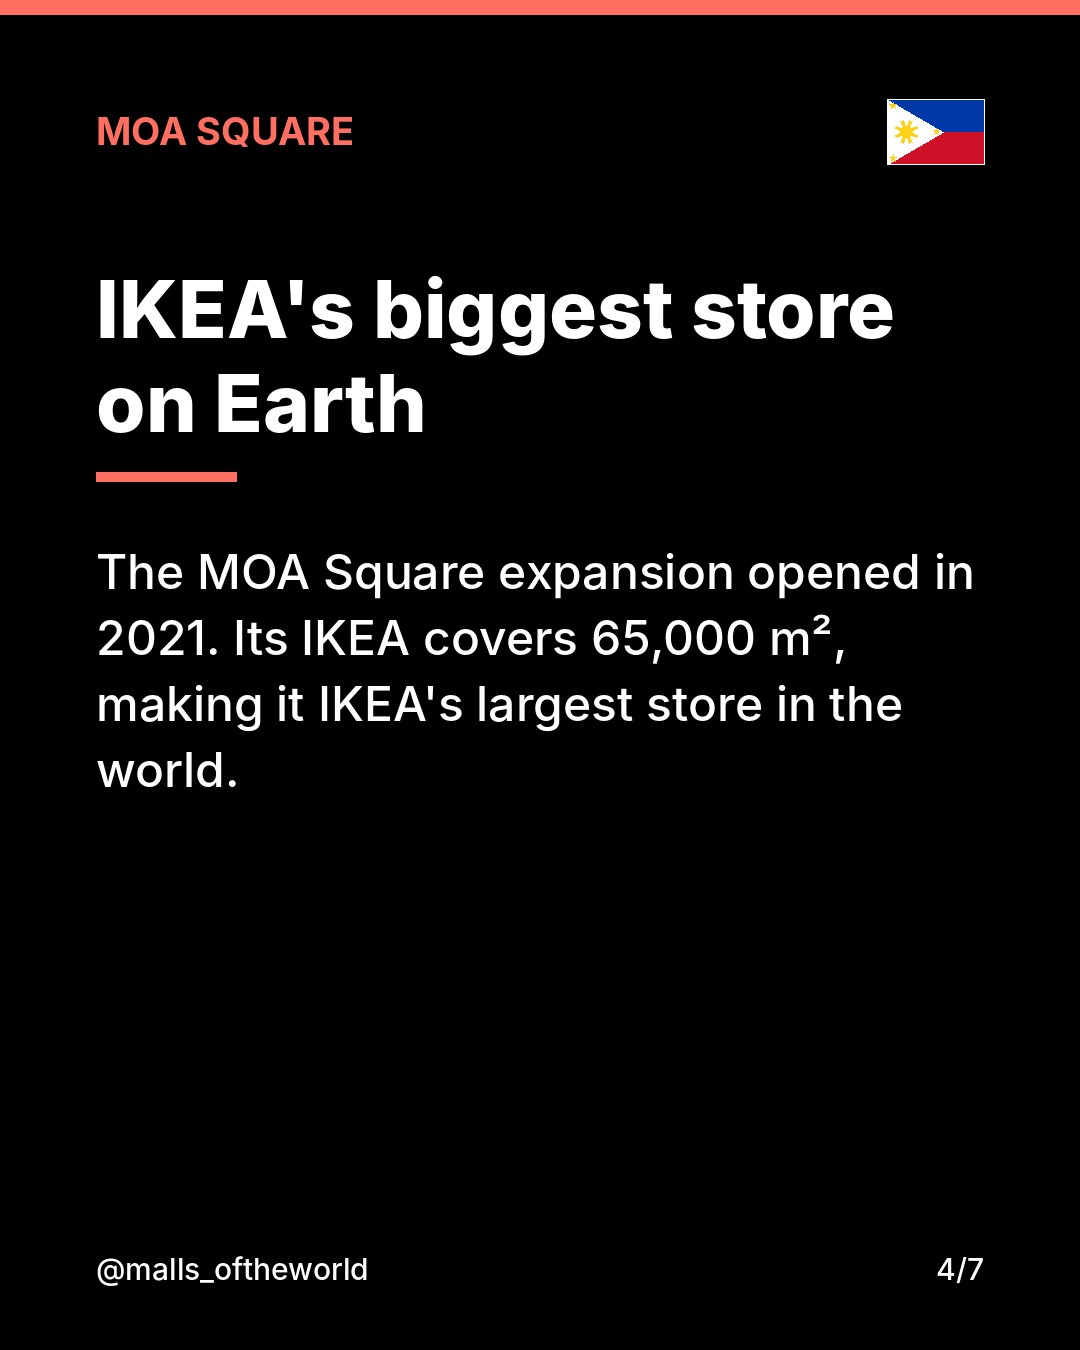 MOA SQUARE
IKEA's biggest store
on Earth
The MOA Square expansion opened in
2021. Its IKEA covers 65,000 m²,
making it IKEA's largest store in the
world.
@malls_oftheworld
4/7